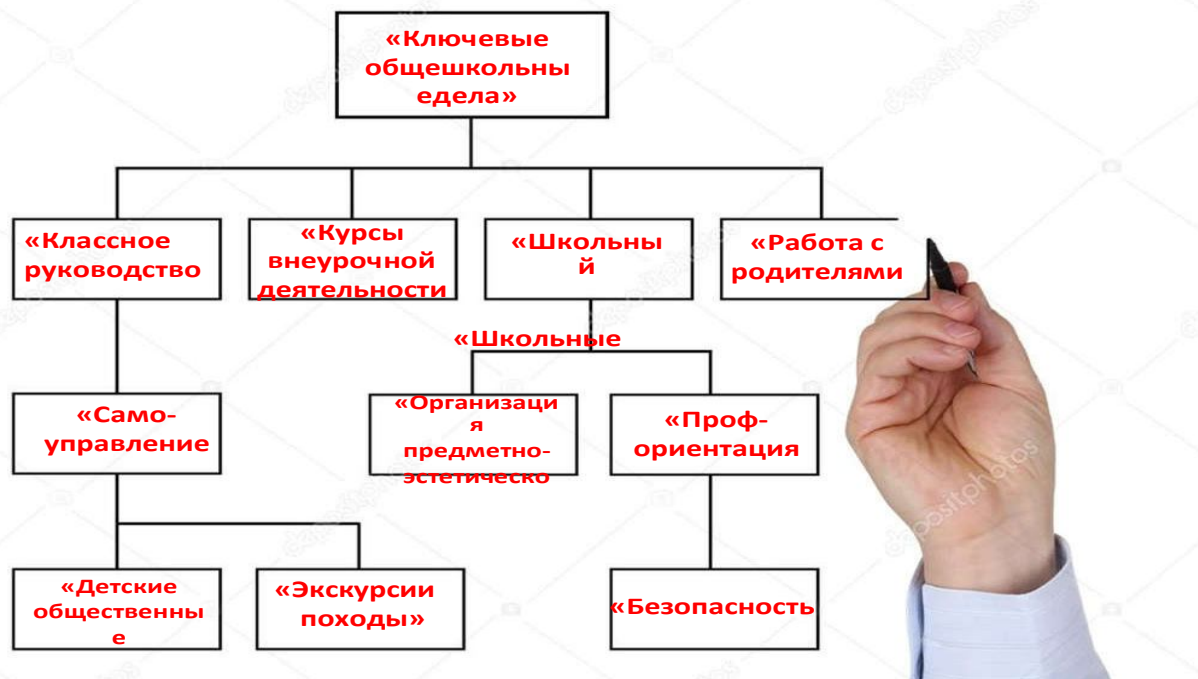 «Ключевые
общешкольны
едела»
«Классное
руководство
«Курсы
внеурочной
деятельности
«Школьны
й
«Работа с
родителями
«Школьные
«Само-
управление
«Организаци
я
предметно-
эстетическо
«Проф-
ориентация
«Детские
общественны
е
«Экскурсии
походы»
«Безопасность
depositphotos